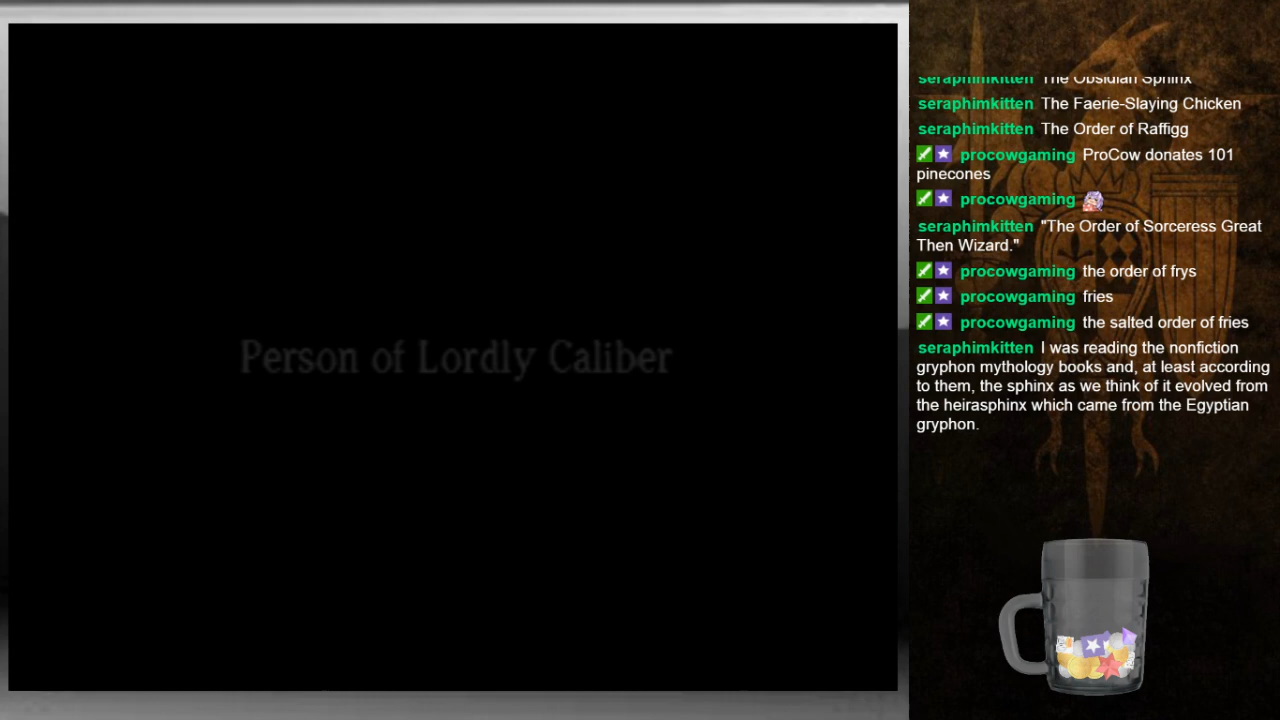 Person of Lordly Caliber
seraphimkitten The Obsidian Sphinx
seraphimkitten The Faerie-Slaying Chicken
seraphimkitten The Order of Raffigg
procowgaming ProCow donates 101
pinecones
procowgaming
seraphimkitten "The Order of Sorceress Great
Then Wizard."
procowgaming the order of frys
procowgaming fries
procowgaming the salted order of fries
seraphimkitten I was reading the nonfiction
gryphon mythology books and, at least according
to them, the sphinx as we think of it evolved from
the heirasphinx which came from the Egyptian
gryphon.